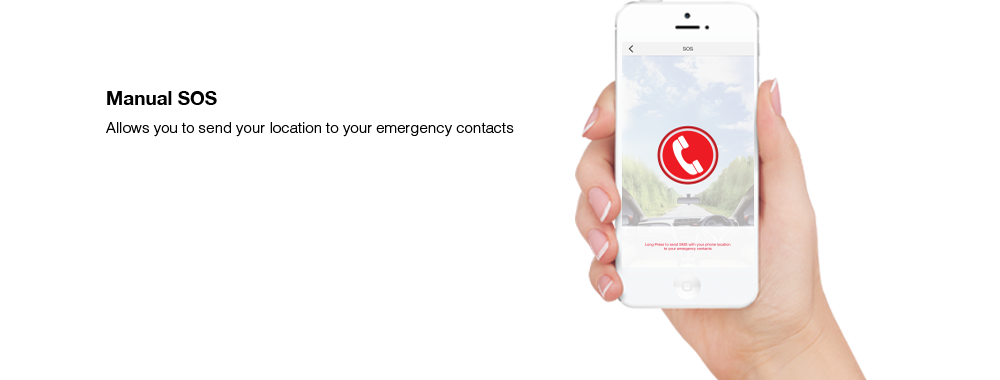 Manual SOS
Allows you to send your location to your emergency contacts
SOS
Long Press to send SMS with your phone location
to your emergency contacts